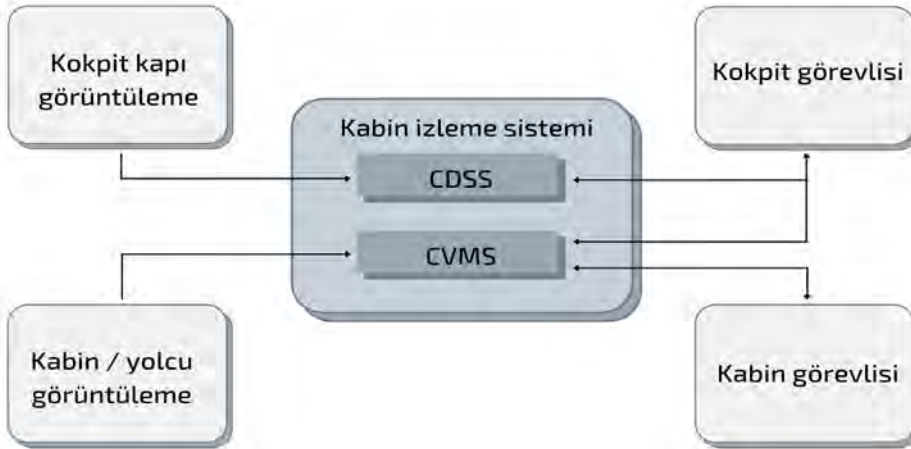 Kokpit kapı
görüntüleme
Kokpit görevlisi
Kabin izleme sistemi
CDSS
CVMS
Kabin / yolcu
görüntüleme
Kabin görevlisi